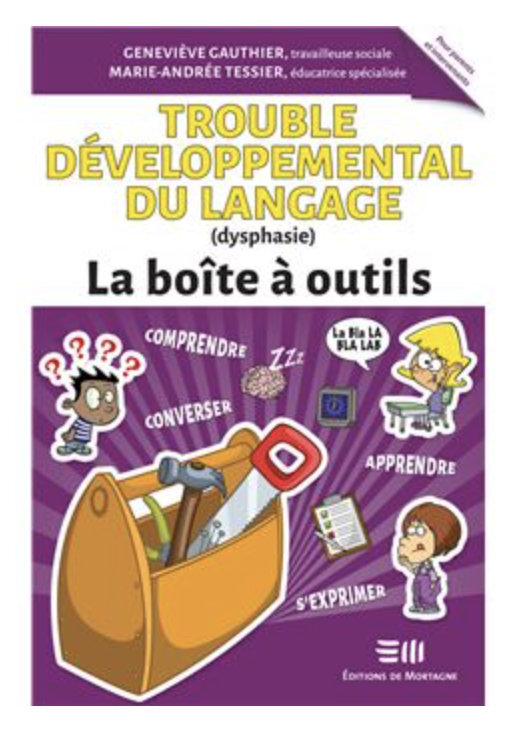 GENEVIÈVE GAUTHIER, travailleuse sociale
MARIE-ANDRÉE TESSIER, éducatrice spécialisée
Pour parents
et intervenants
TROUBLE
DÉVELOPPEMENTAL
DU LANGAGE
(dysphasie)
La boîte à outils
? ? ? ?
COMPRENDRE
ZZZ
La Bla LA
BLA LAB
CONVERSER
APPRENDRE
S'EXPRIMER
ÉDITIONS DE MORTAGNE